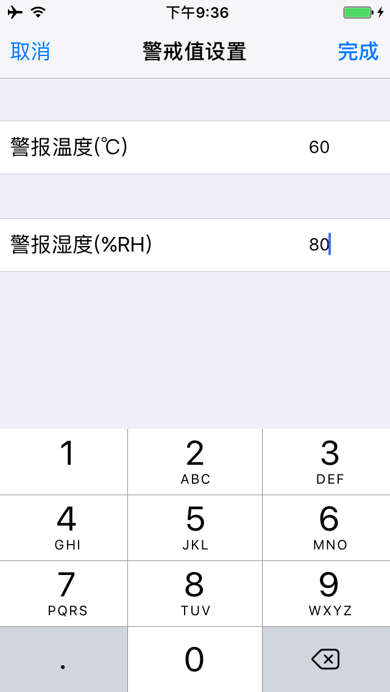 下午9:36
取消 警戒值设置 完成
警报温度(℃) 60
警报湿度(%RH) 80
1 2 3
ABC DEF
4 5 6
GHI JKL MNO
7 8 9
PQRS TUV WXYZ
. 0